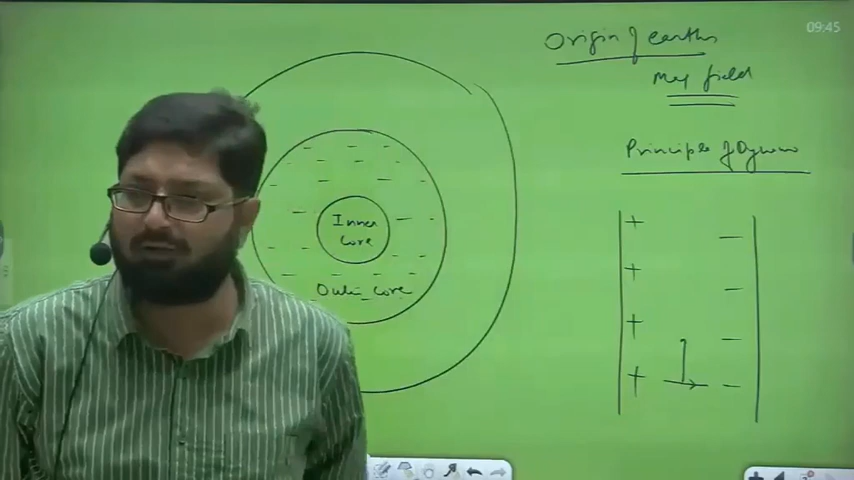 09:45
Origin of earths
Mag field
Principle of Dynamo
Inner
Core
Outer core
+ −
+ −
+ −
+ −